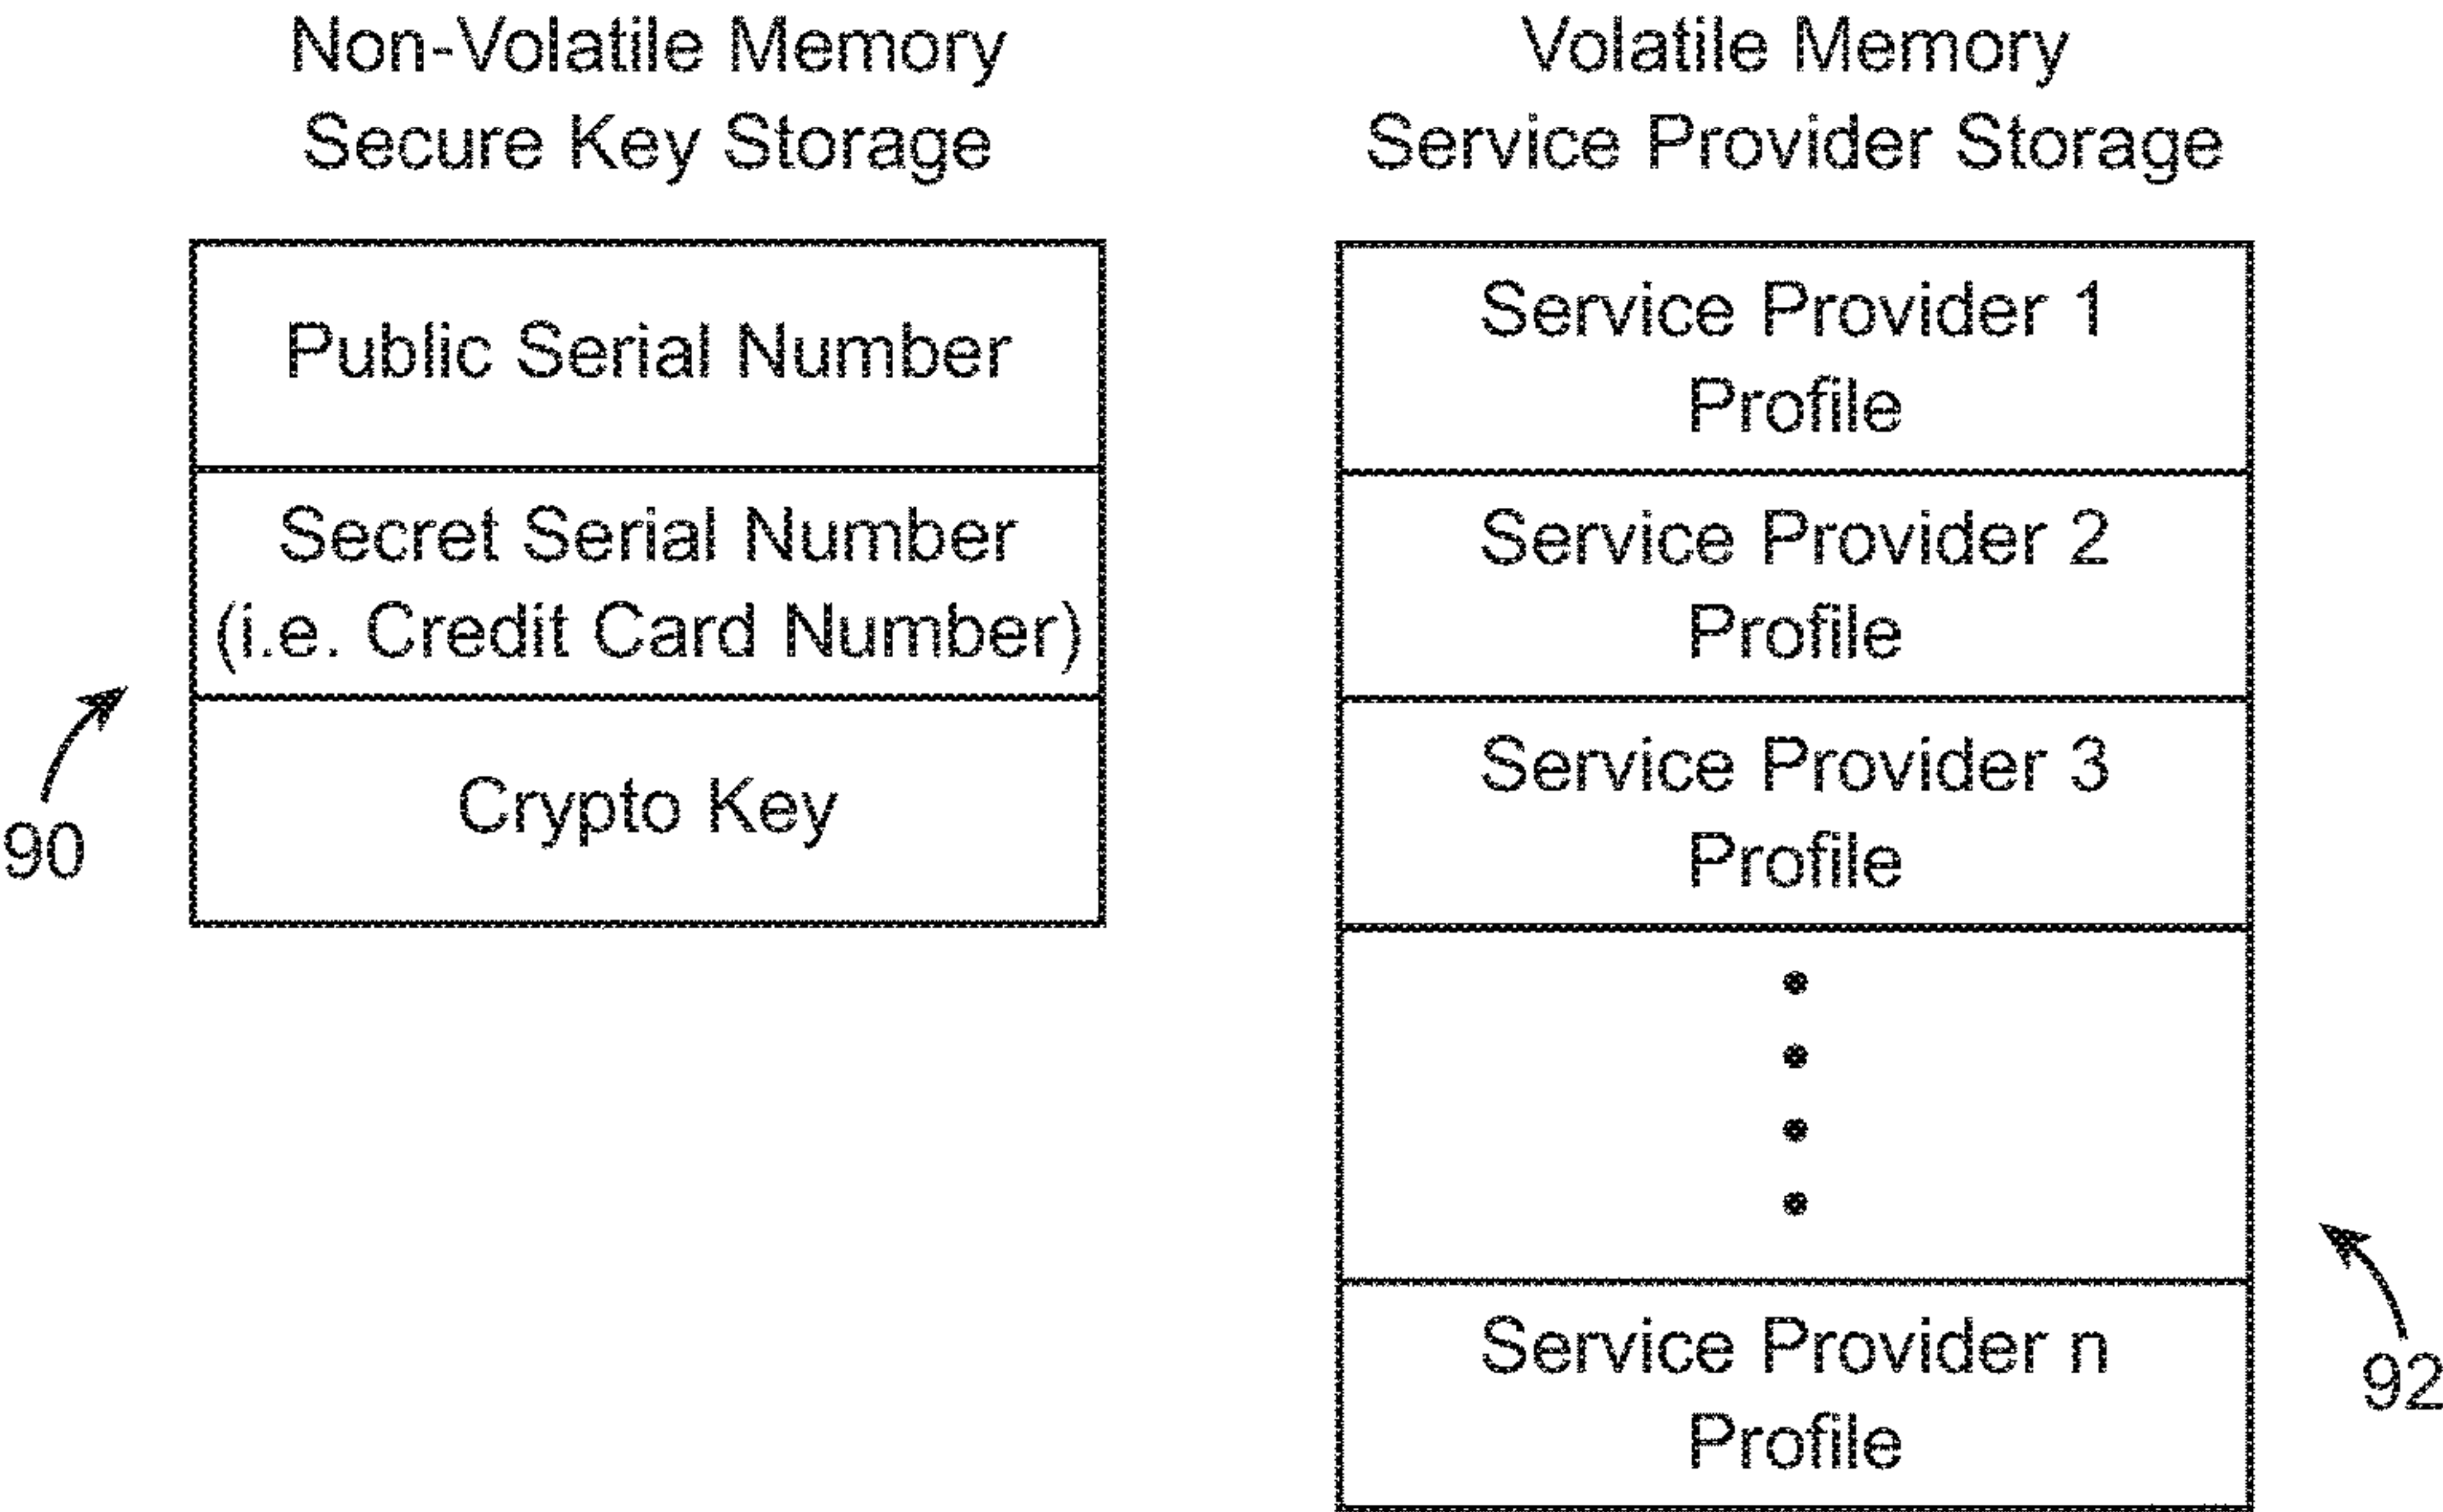 Non-Volatile Memory
Secure Key Storage
Public Serial Number
Secret Serial Number
(i.e. Credit Card Number)
Crypto Key
90
Volatile Memory
Service Provider Storage
Service Provider 1
Profile
Service Provider 2
Profile
Service Provider 3
Profile
Service Provider n
Profile
92